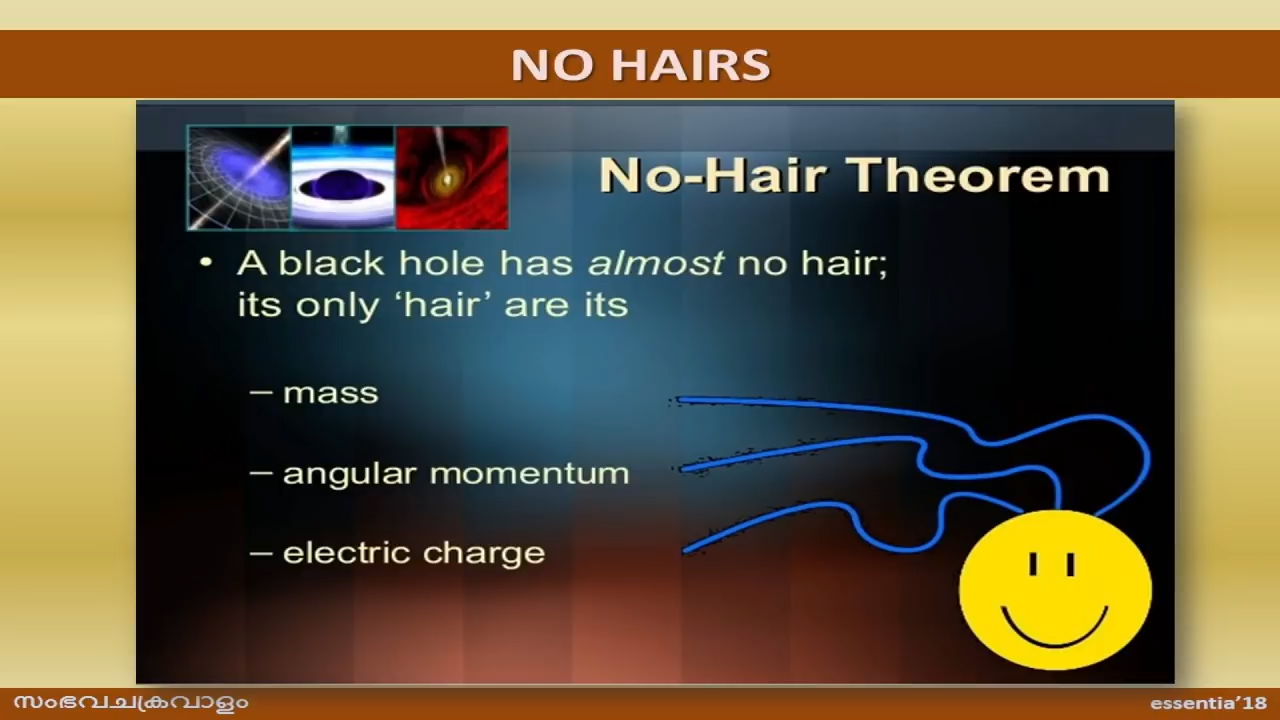 NO HAIRS
No-Hair Theorem
• A black hole has almost no hair;
its only ‘hair’ are its
– mass
– angular momentum
– electric charge
സംഭവചക്രവാളം
essentia’18